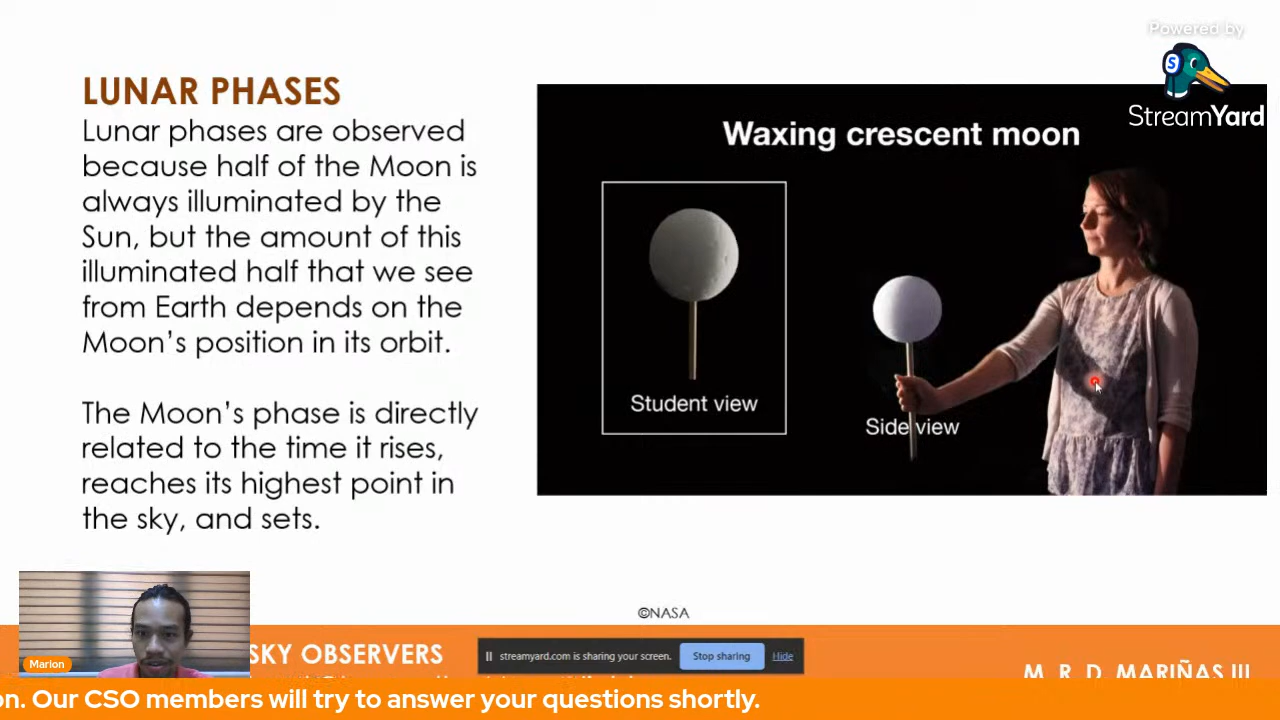 Powered by
StreamYard
LUNAR PHASES
Lunar phases are observed
because half of the Moon is
always illuminated by the
Sun, but the amount of this
illuminated half that we see
from Earth depends on the
Moon's position in its orbit.
The Moon's phase is directly
related to the time it rises,
reaches its highest point in
the sky, and sets.
Waxing crescent moon
Student view
Side view
©NASA
Marion
SKY OBSERVERS
streamyard.com is sharing your screen.
Stop sharing
Hide
M. R. D. MARIÑAS III
on. Our CSO members will try to answer your questions shortly.